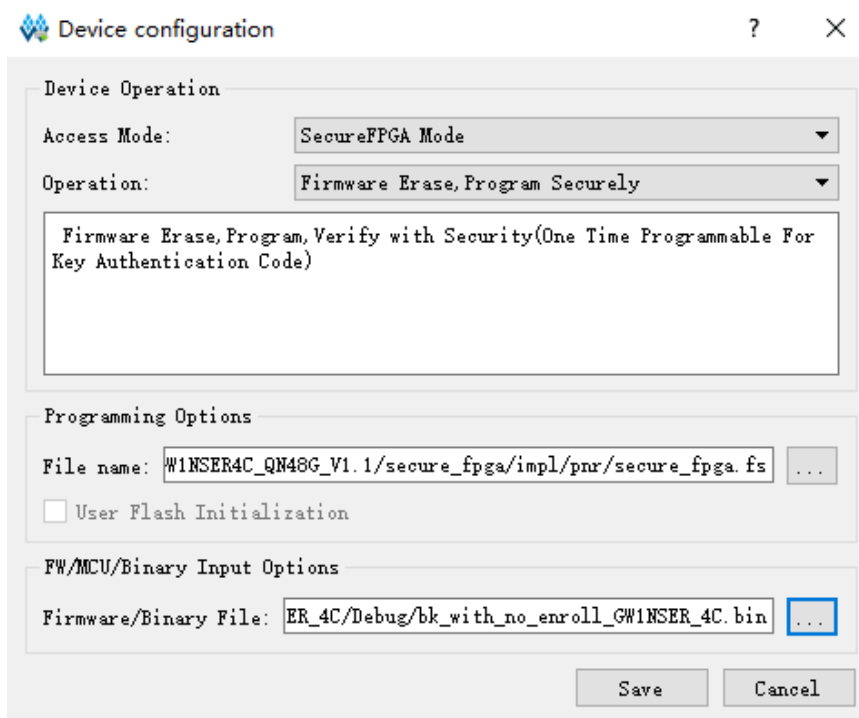 Device configuration
?
Device Operation
Access Mode:
SecureFPGA Mode
Operation:
Firmware Erase,Program Securely
Firmware Erase,Program,Verify with Security(One Time Programmable For
Key Authentication Code)
Programming Options
File name:
W1NSER4C_QN48G_V1.1/secure_fpga/impl/pnr/secure_fpga.fs
...
User Flash Initialization
FW/MCU/Binary Input Options
Firmware/Binary File:
ER_4C/Debug/bk_with_no_enroll_GW1NSER_4C.bin
...
Save
Cancel